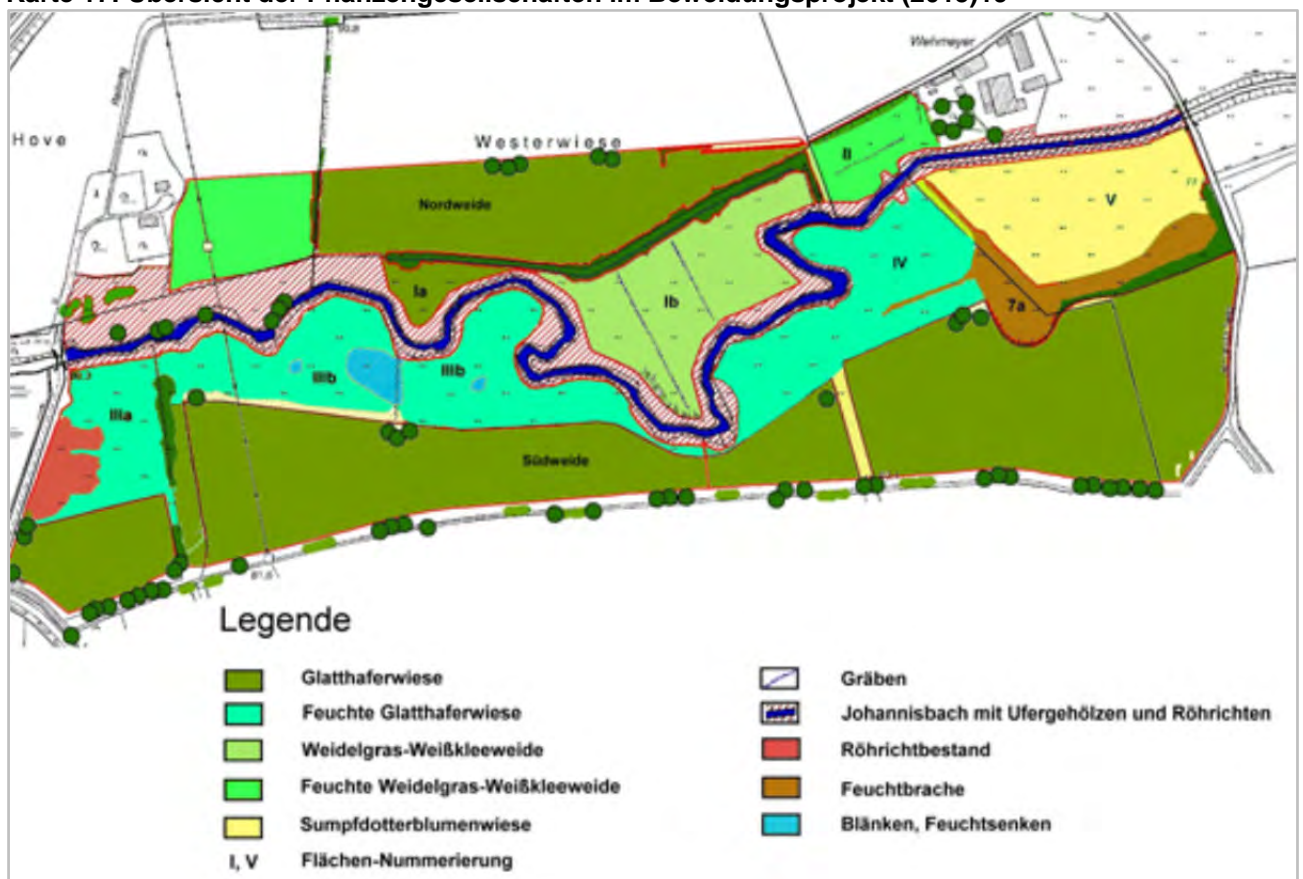 Karte 17: Übersicht der Pflanzengesellschaften im Beweidungsprojekt (2016)16
Wehmeyer
Hove
Westerwiese
II
V
Nordweide
IV
Ia
Ib
7a
IIIb
IIIb
IIIa
Südweide
Legende
Glatthaferwiese
Feuchte Glatthaferwiese
Weidelgras-Weißkleeweide
Feuchte Weidelgras-Weißkleeweide
Sumpfdotterblumenwiese
I, V Flächen-Nummerierung
Gräben
Johannisbach mit Ufergehölzen und Röhrichten
Röhrichtbestand
Feuchtbrache
Blänken, Feuchtsenken